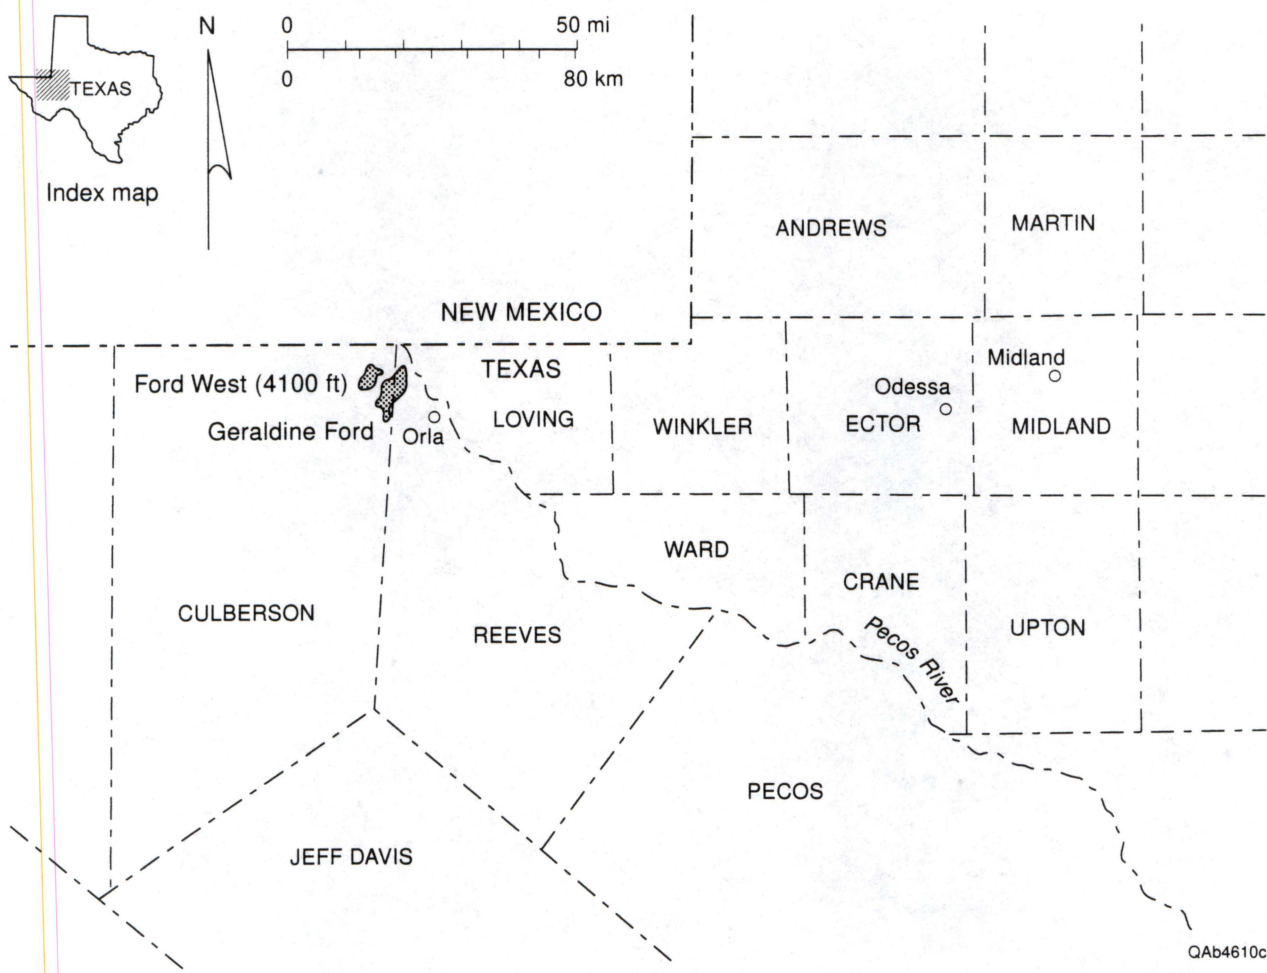 N
0 50 mi
0 80 km
TEXAS
Index map
ANDREWS
MARTIN
NEW MEXICO
TEXAS
Ford West (4100 ft)
Geraldine Ford
Orla
LOVING
WINKLER
Odessa
ECTOR
Midland
MIDLAND
WARD
CRANE
CULBERSON
REEVES
Pecos River
UPTON
PECOS
JEFF DAVIS
QAb4610c